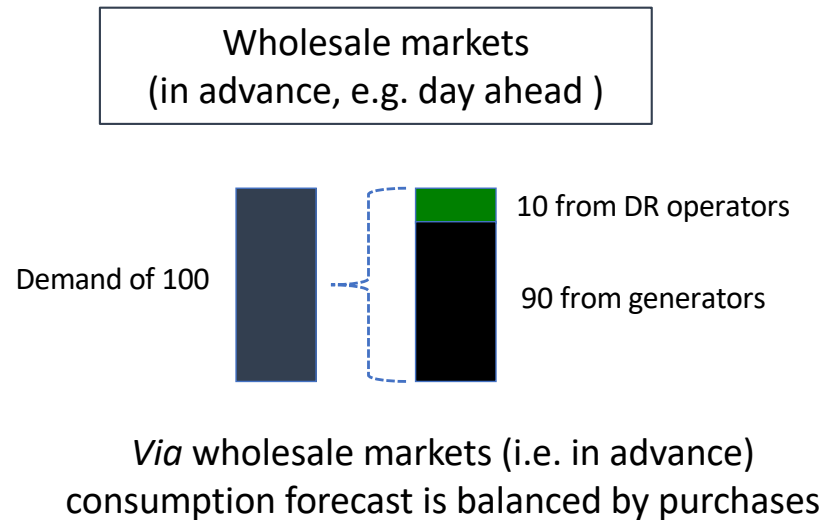 Wholesale markets
(in advance, e.g. day ahead )
10 from DR operators
Demand of 100
90 from generators
Via wholesale markets (i.e. in advance)
consumption forecast is balanced by purchases